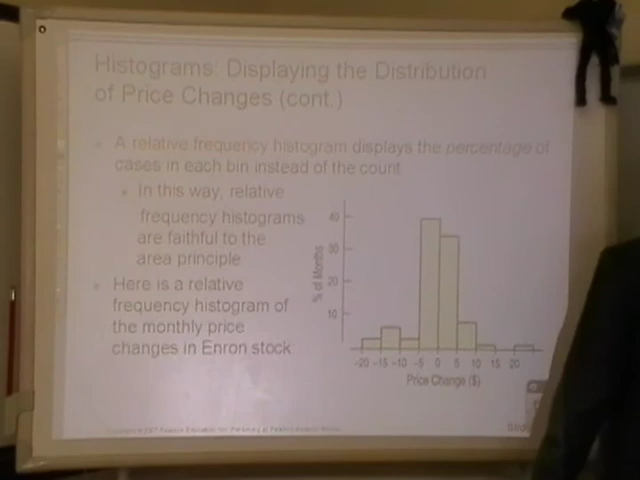 Histograms: Displaying the Distribution
of Price Changes (cont.)
A relative frequency histogram displays the percentage of
cases in each bin instead of the count
In this way, relative
frequency histograms
are faithful to the
area principle
Here is a relative
frequency histogram of
the monthly price
changes in Enron stock
% of Months
40
30
20
10
-20 -15 -10 -5 0 5 10 15 20
Price Change ($)